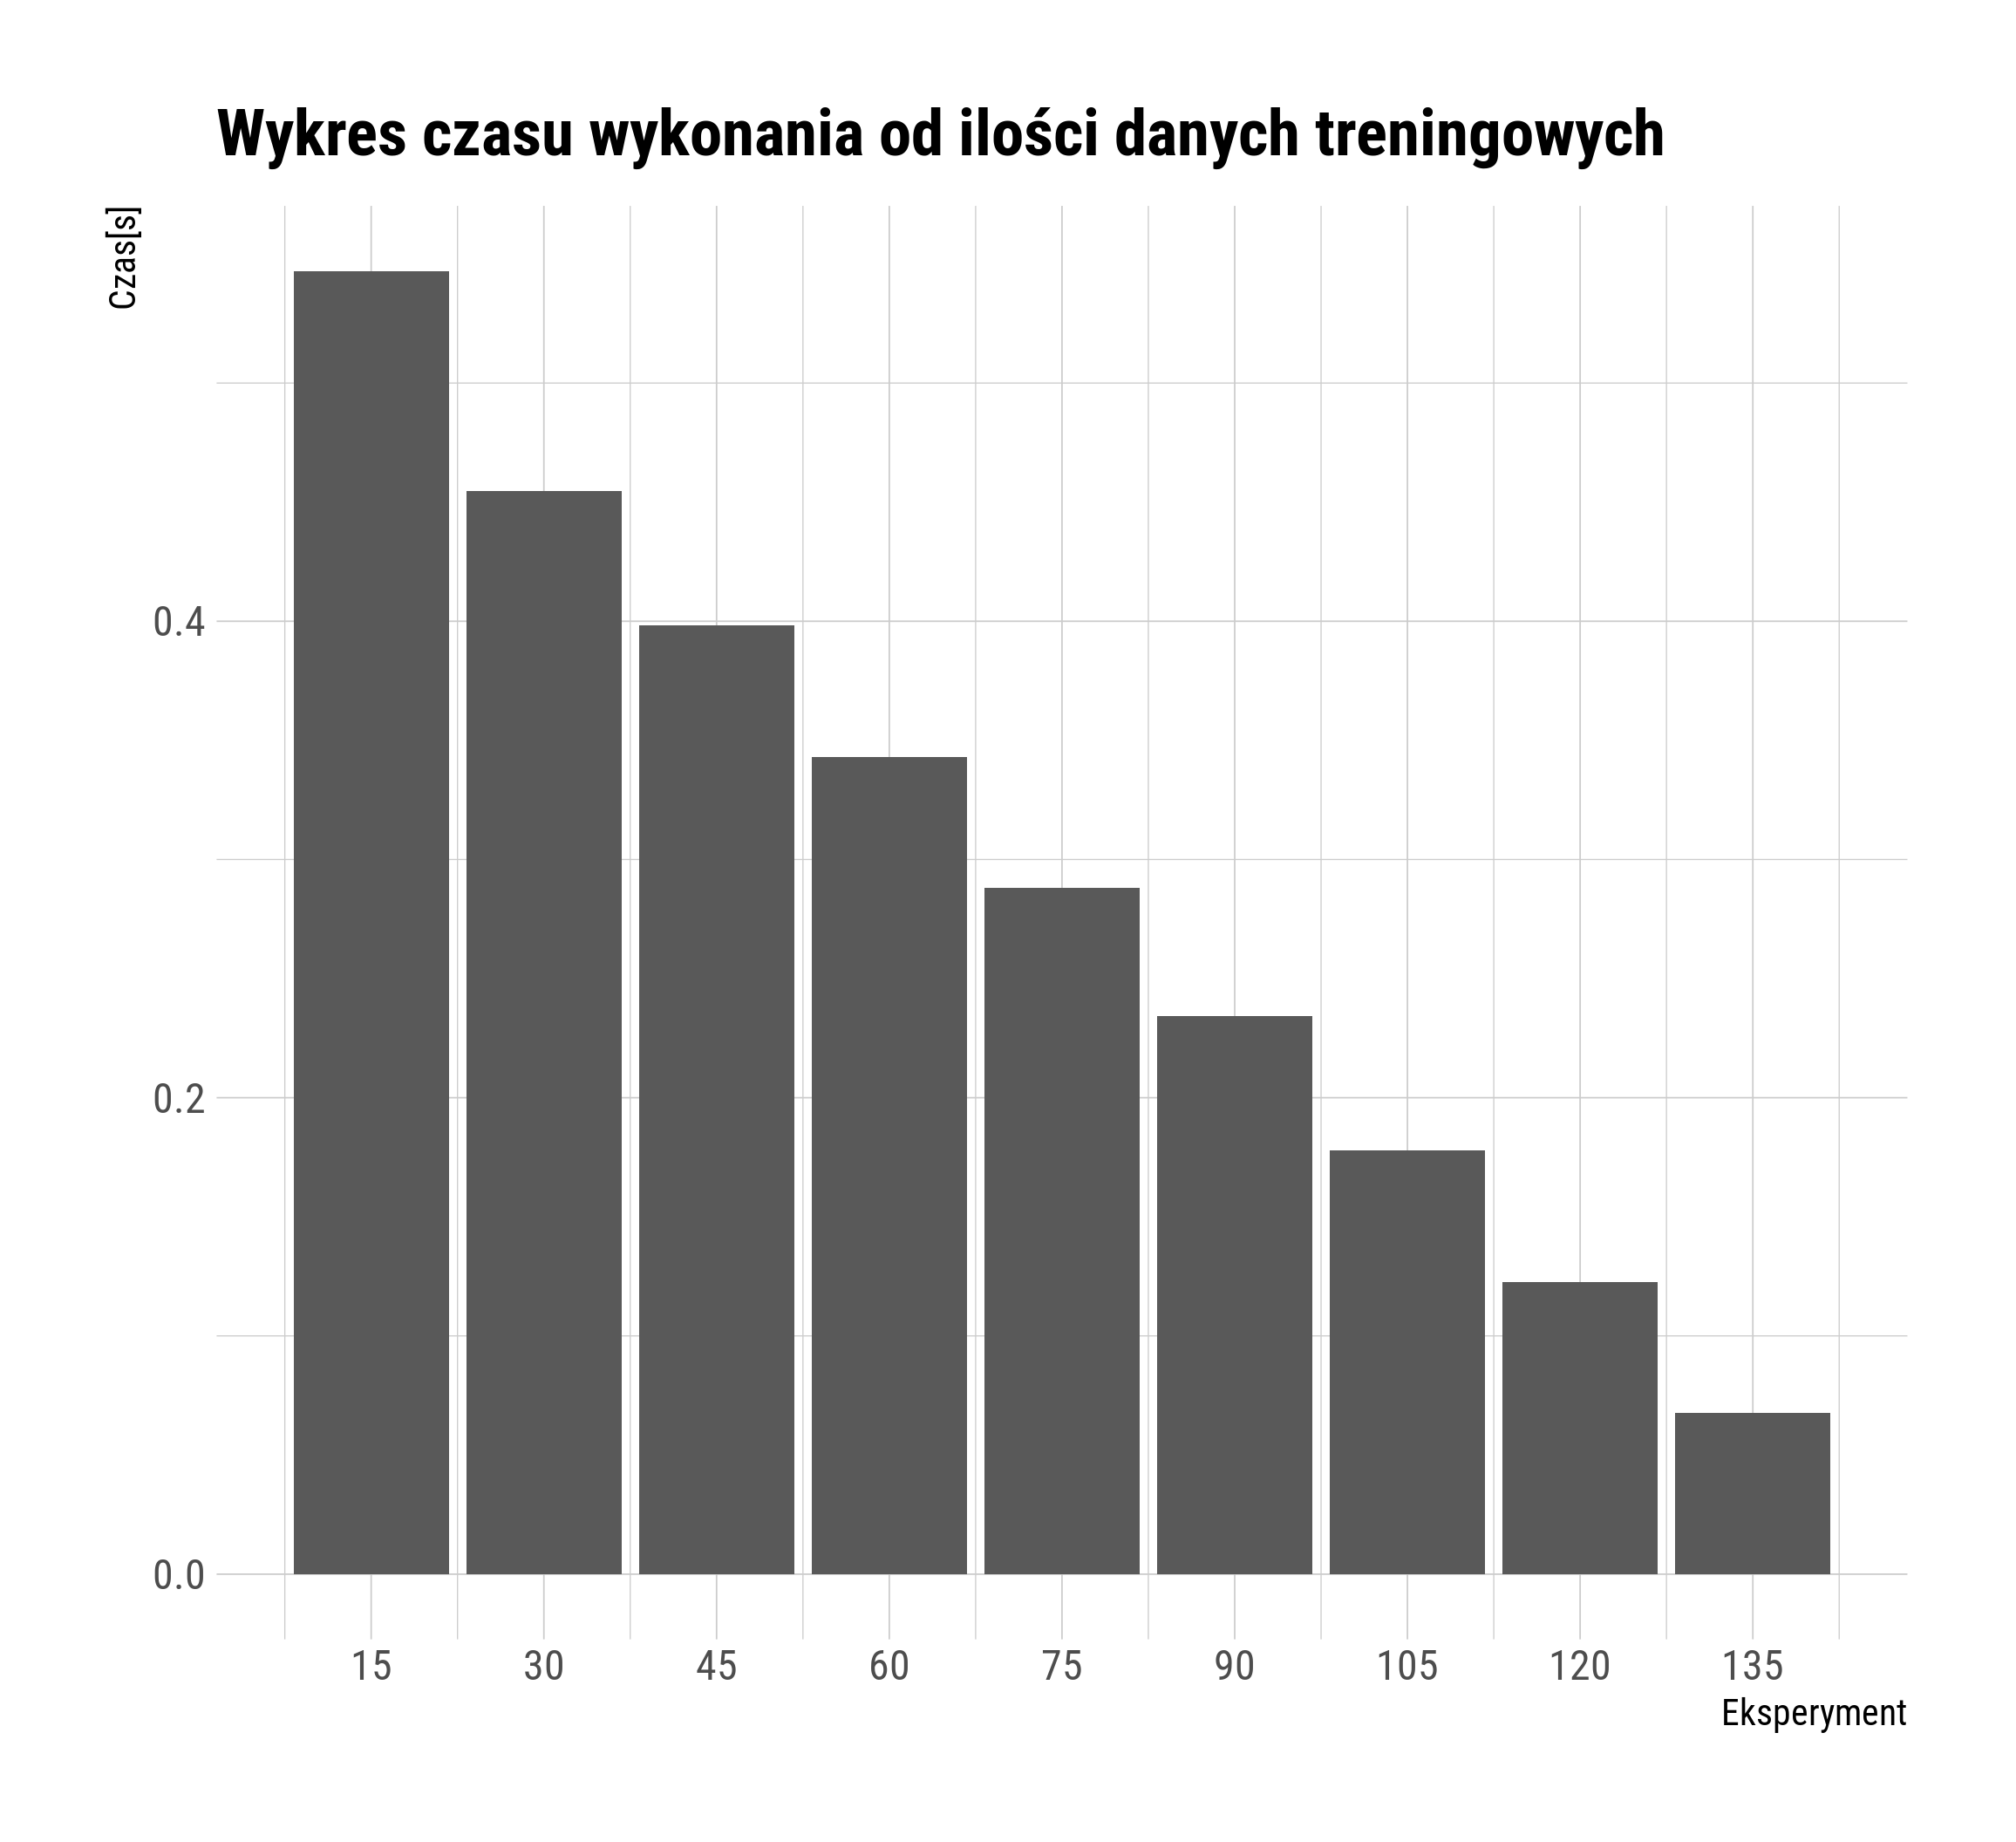 Wykres czasu wykonania od ilości danych treningowych
Czas[s]
0.4
0.2
0.0
15 30 45 60 75 90 105 120 135
Eksperyment